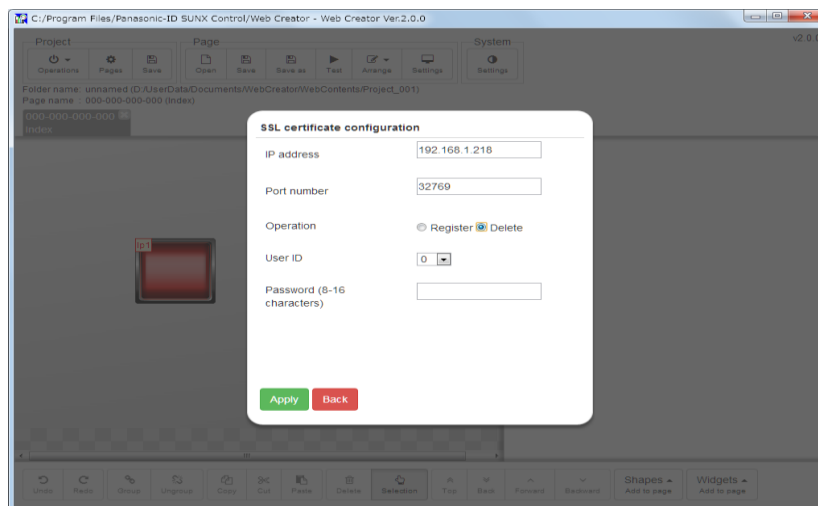 C:/Program Files/Panasonic-ID SUNX Control/Web Creator - Web Creator Ver.2.0.0
Project Page System v2.0.0
Operations Pages Save Open Save Save as Test Arrange Settings Settings
Folder name: unnamed (D:/UserData/Documents/WebCreator/WebContents/Project_001)
Page name : 000-000-000-000 (Index)
000-000-000-000
Index
SSL certificate configuration
IP address 192.168.1.218
Port number 32769
Operation Register Delete
User ID 0
Password (8-16
characters)
lp1
Apply Back
Undo Redo Group Ungroup Copy Cut Paste Delete Selection Top Back Forward Backward
Shapes Widgets
Add to page Add to page